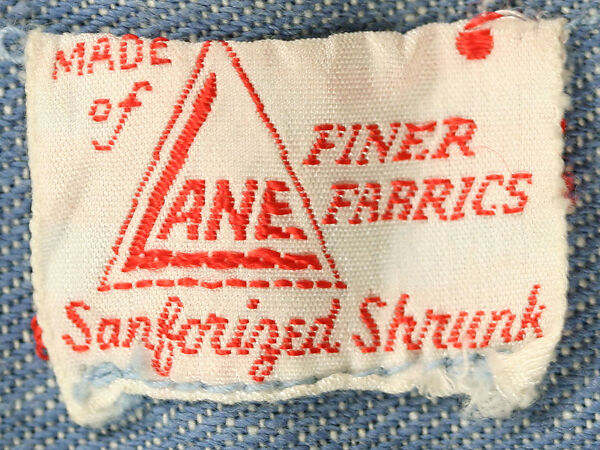 MADE
of
LANE
FINER
FABRICS
Sanforized Shrunk